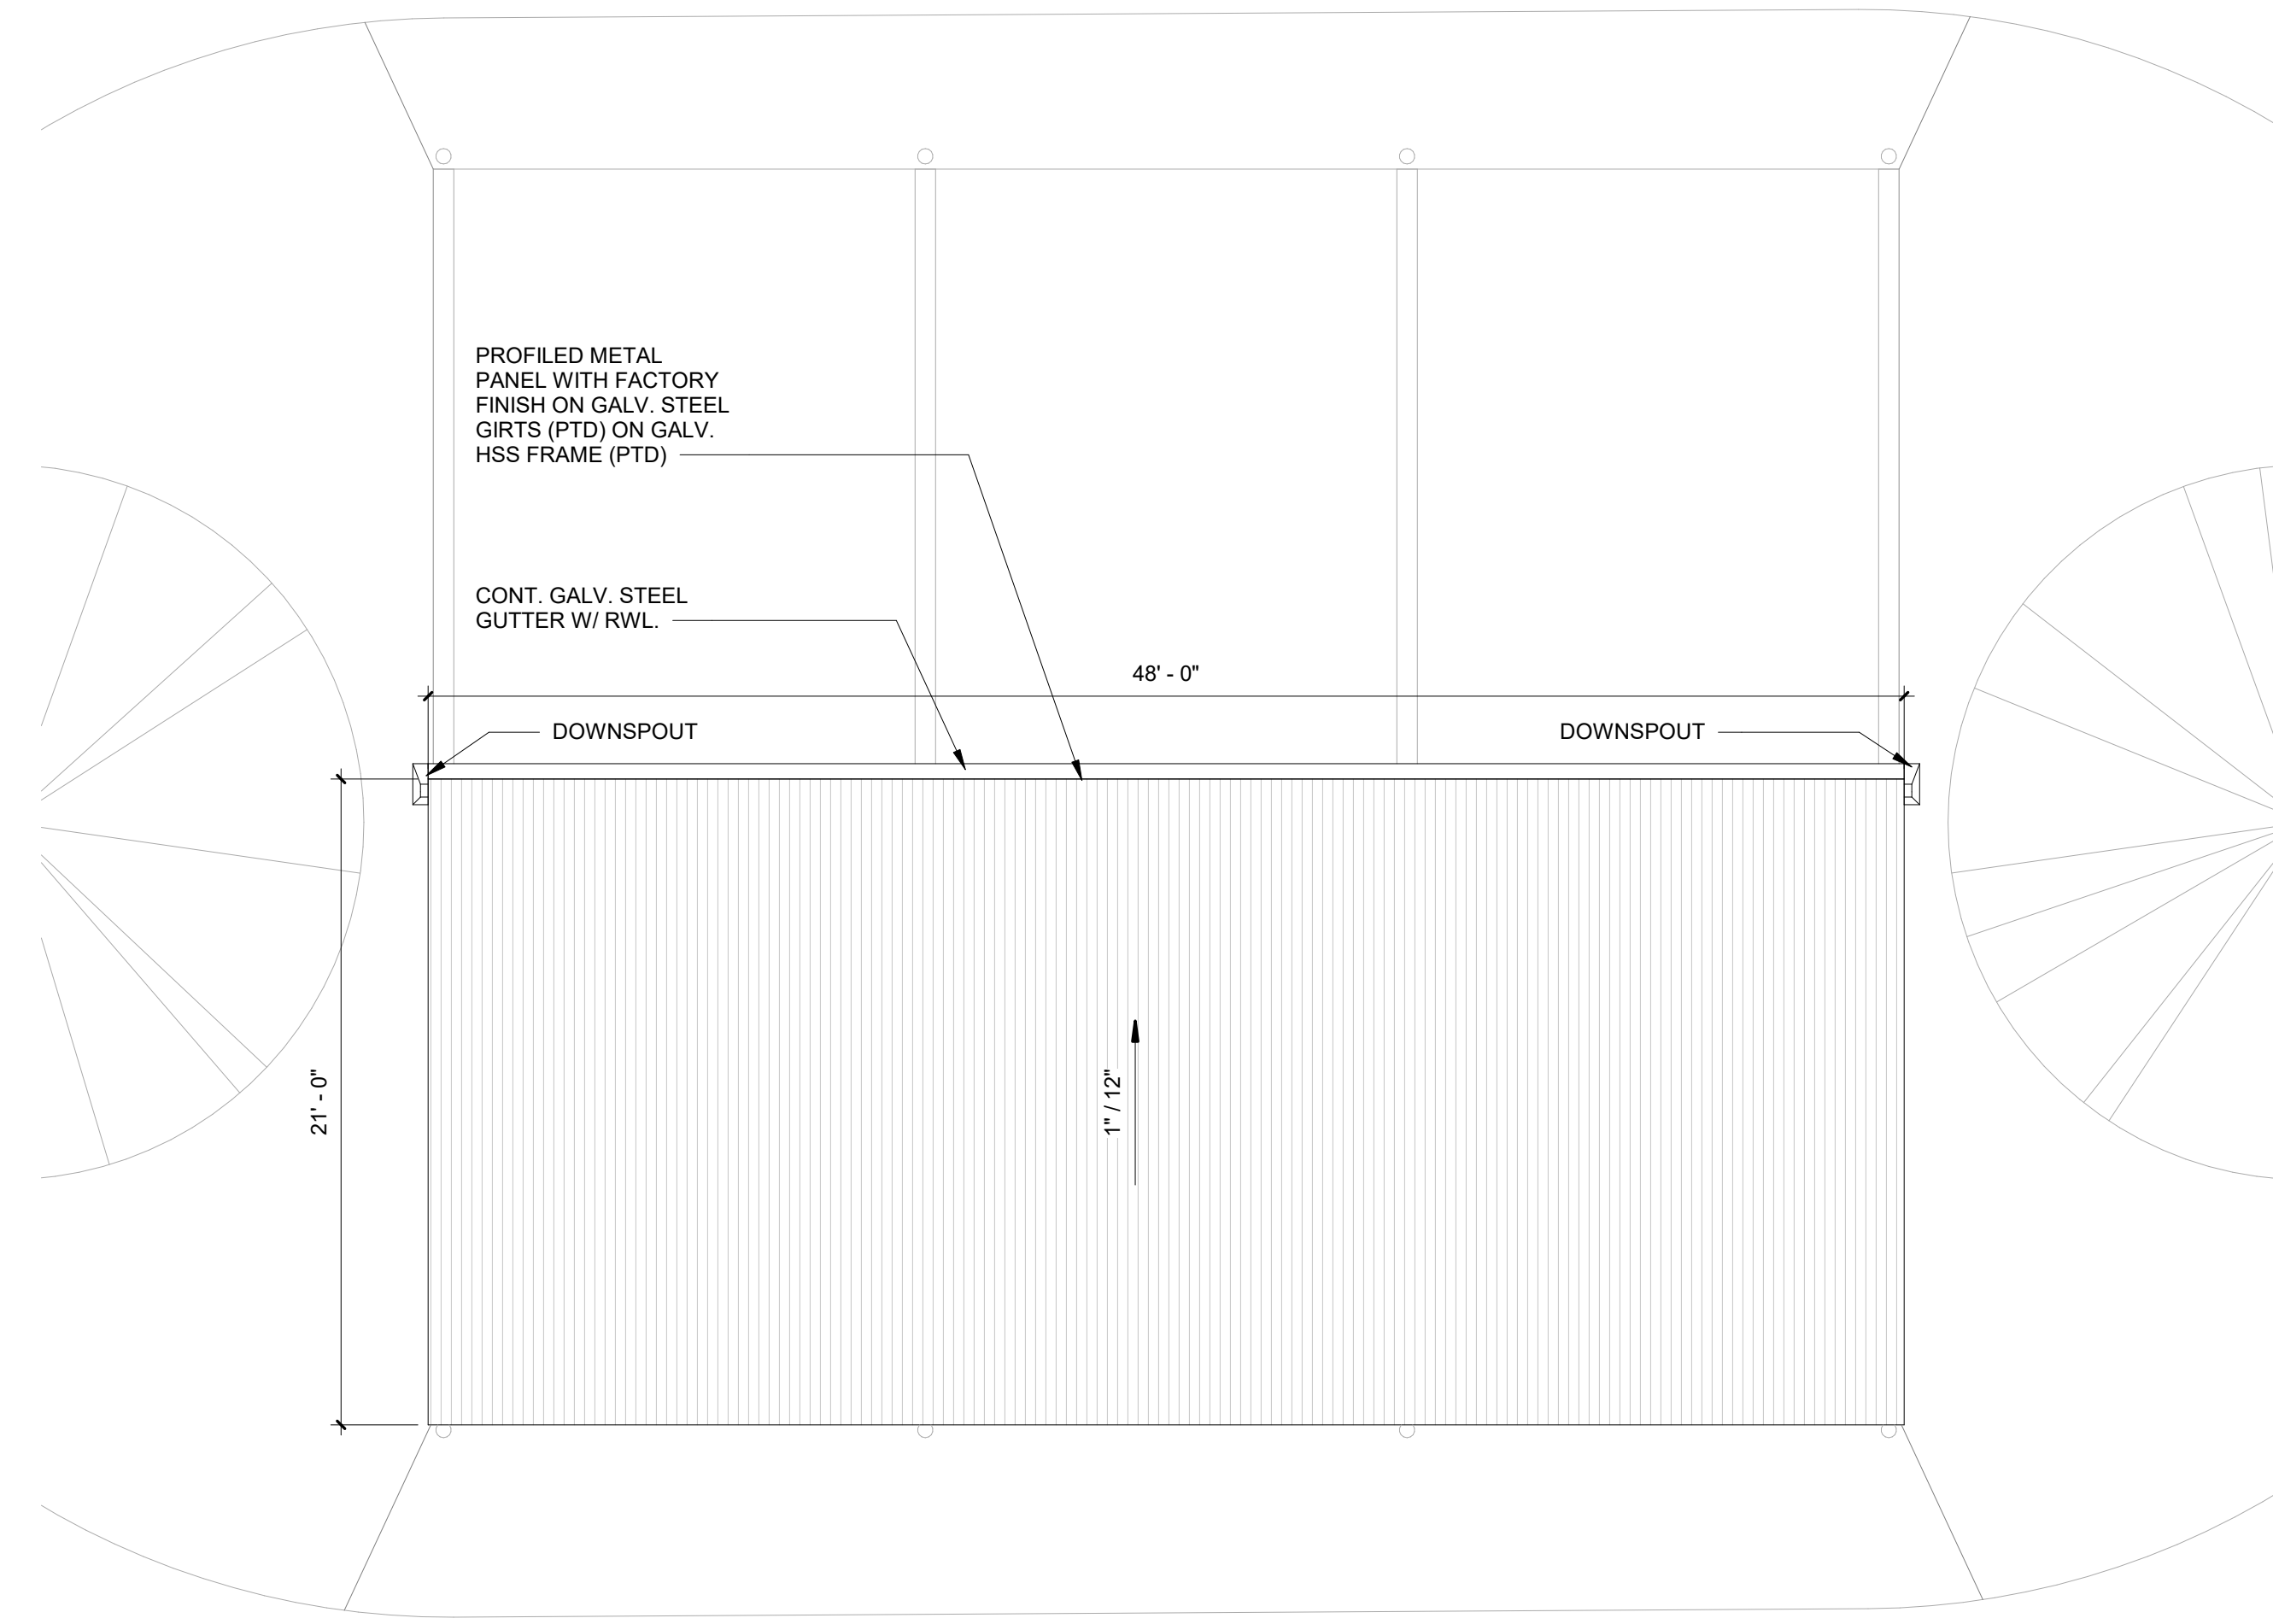 PROFILED METAL
PANEL WITH FACTORY
FINISH ON GALV. STEEL
GIRTS (PTD) ON GALV.
HSS FRAME (PTD)
CONT. GALV. STEEL
GUTTER W/ RWL.
48' - 0"
DOWNSPOUT
DOWNSPOUT
21' - 0"
1" / 12"